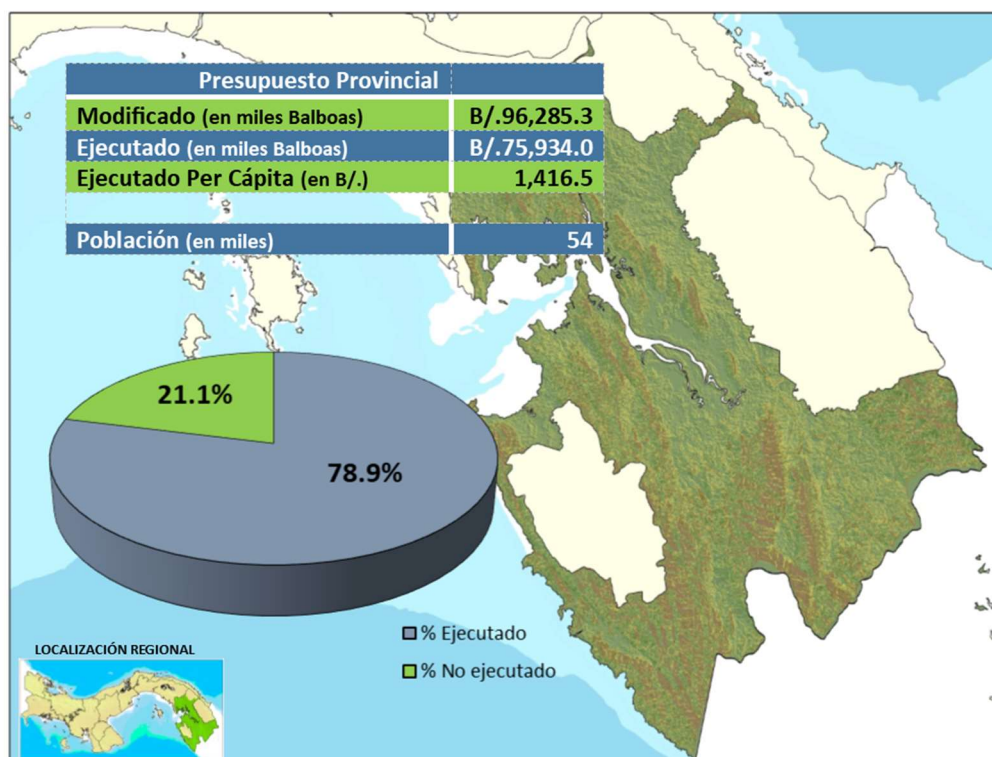 Presupuesto Provincial
Modificado (en miles Balboas) B/.96,285.3
Ejecutado (en miles Balboas) B/.75,934.0
Ejecutado Per Cápita (en B/.) 1,416.5
Población (en miles) 54
21.1%
78.9%
% Ejecutado
% No ejecutado
LOCALIZACIÓN REGIONAL